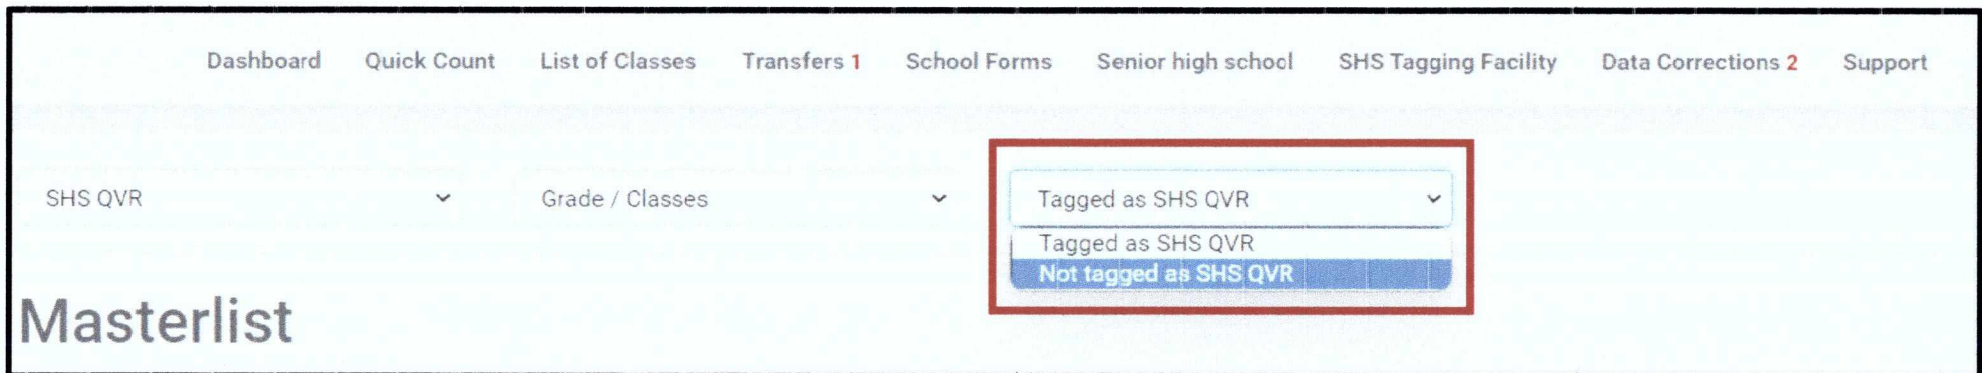 Dashboard Quick Count List of Classes Transfers 1 School Forms Senior high school SHS Tagging Facility Data Corrections 2 Support
SHS QVR Grade / Classes Tagged as SHS QVR
Tagged as SHS QVR
Not tagged as SHS QVR
Masterlist